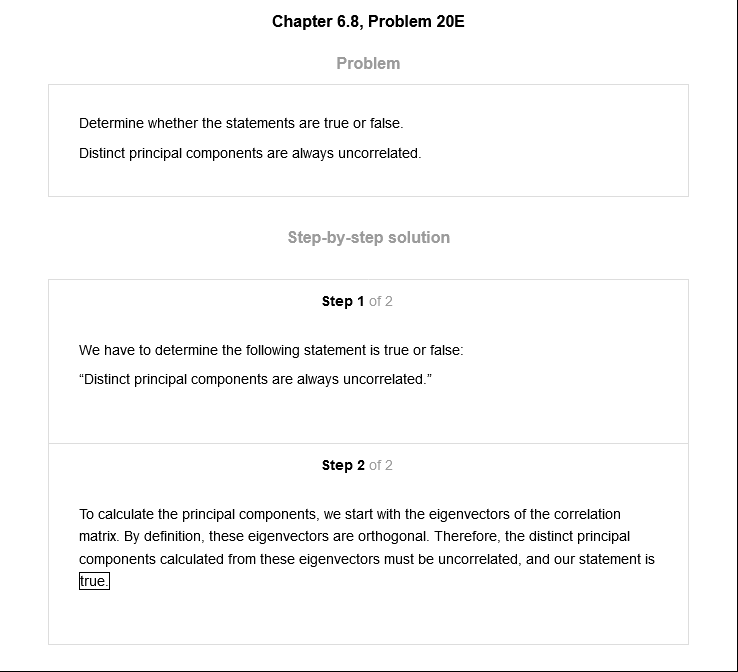 Chapter 6.8, Problem 20E
Problem
Determine whether the statements are true or false.
Distinct principal components are always uncorrelated.
Step-by-step solution
Step 1 of 2
We have to determine the following statement is true or false:
“Distinct principal components are always uncorrelated.”
Step 2 of 2
To calculate the principal components, we start with the eigenvectors of the correlation
matrix. By definition, these eigenvectors are orthogonal. Therefore, the distinct principal
components calculated from these eigenvectors must be uncorrelated, and our statement is
true.